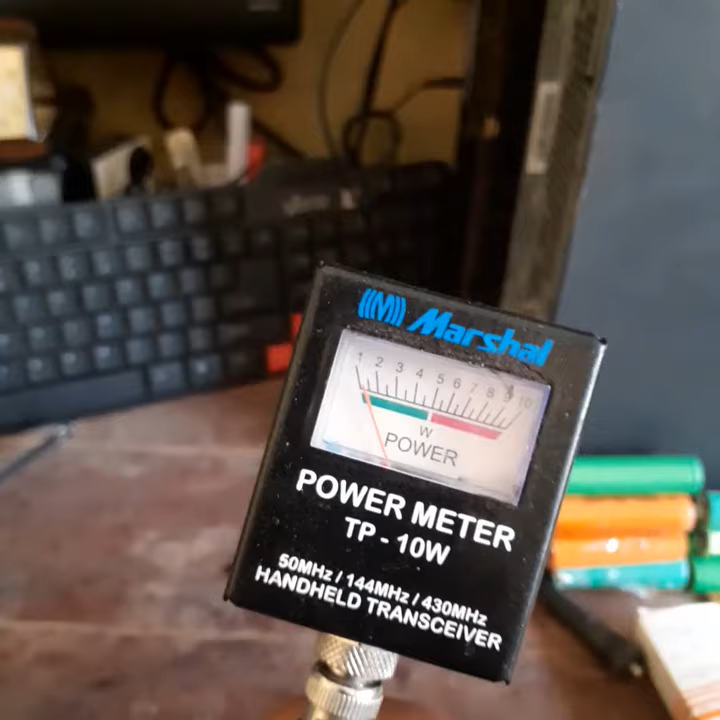 Marshal
1 2 3 4 5 6 7 8 9 10
W
POWER
POWER METER
TP - 10W
50MHz / 144MHz / 430MHz
HANDHELD TRANSCEIVER